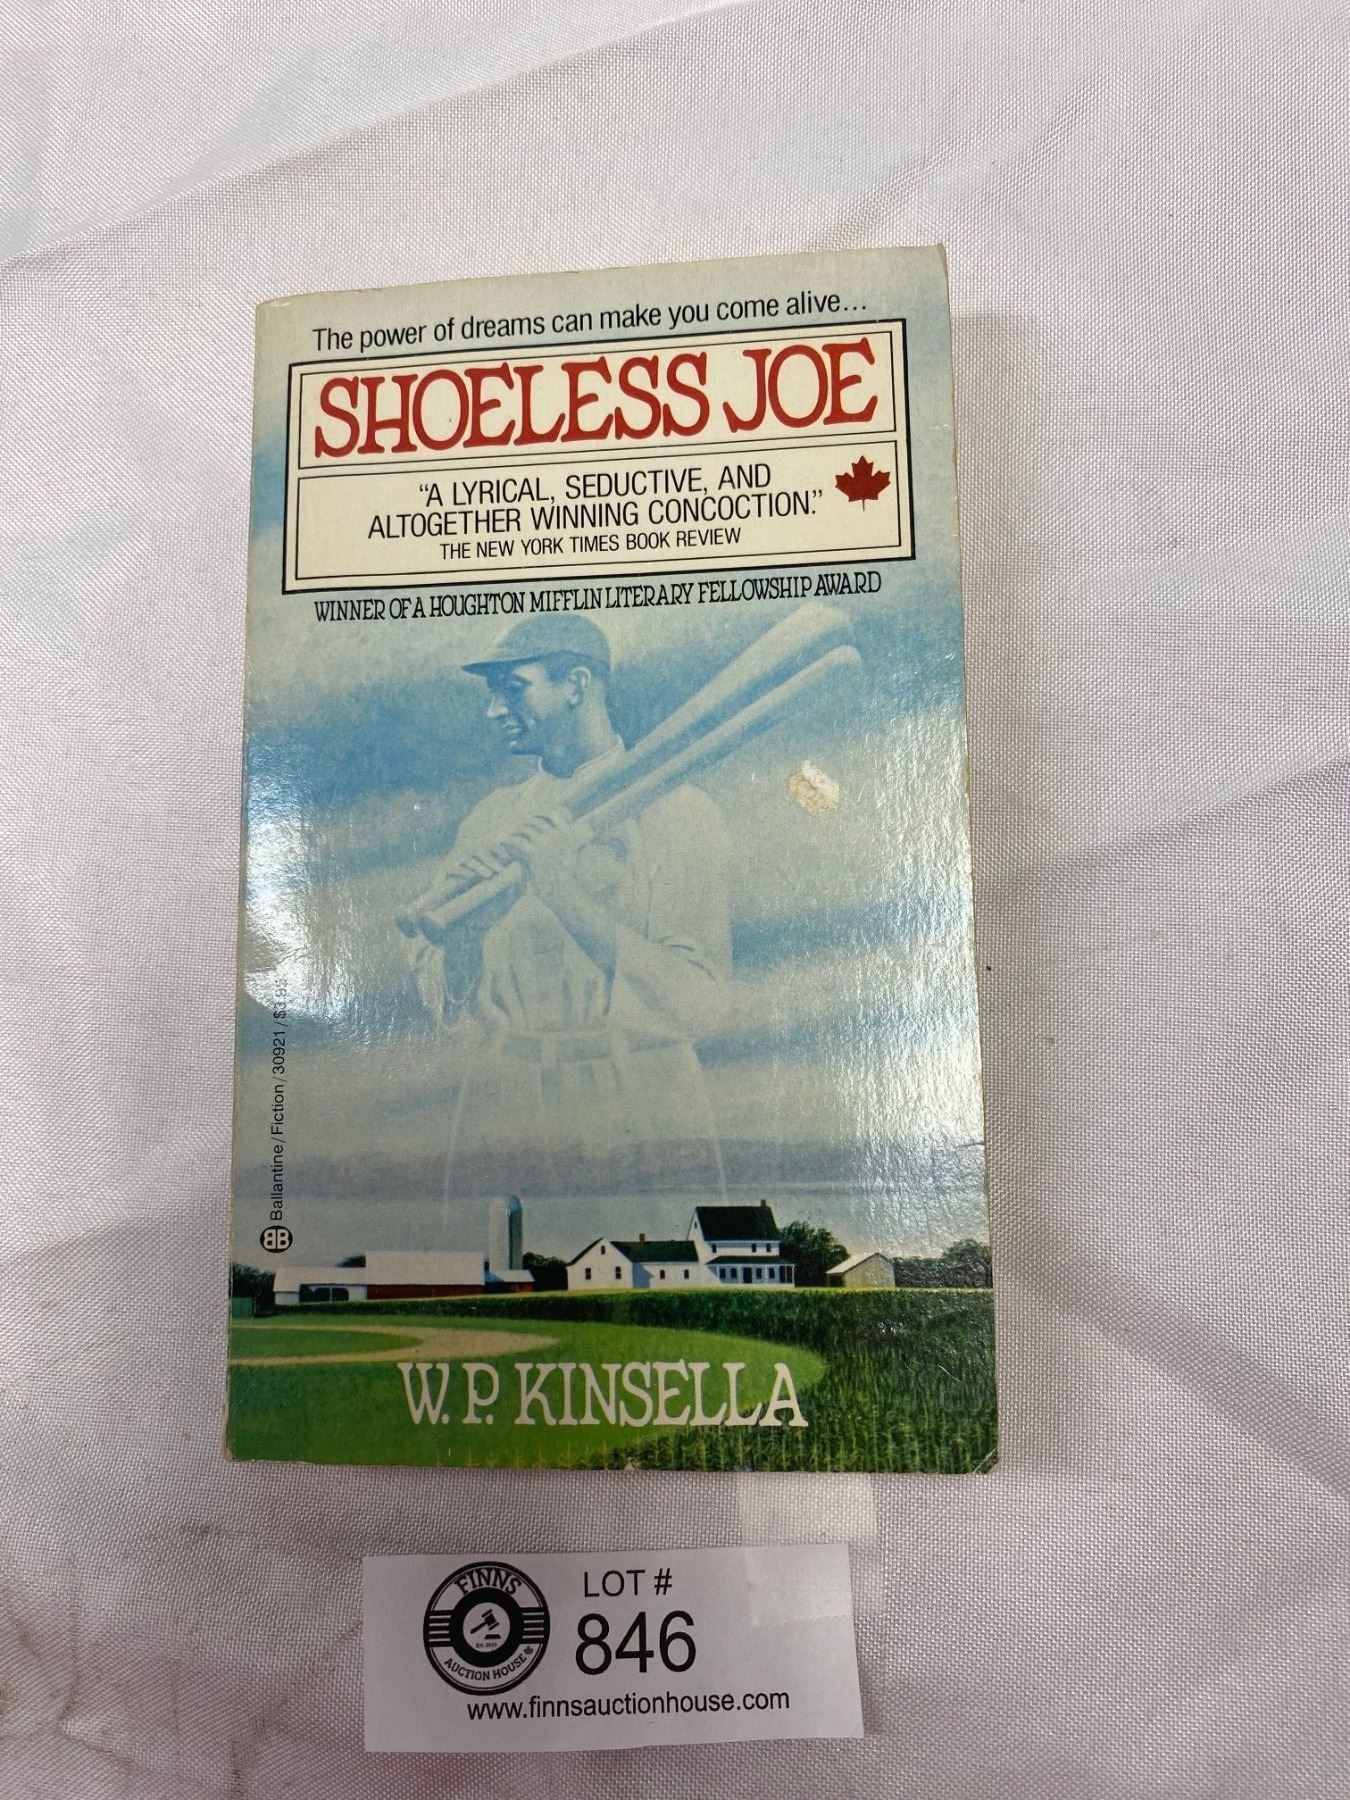 The power of dreams can make you come alive...
SHOELESS JOE
"A LYRICAL, SEDUCTIVE, AND
ALTOGETHER WINNING CONCOCTION."
THE NEW YORK TIMES BOOK REVIEW
WINNER OF A HOUGHTON MIFFLIN LITERARY FELLOWSHIP AWARD
BB Ballantine/Fiction/30921/
W.P. KINSELLA
FINNS
AUCTION HOUSE
LOT #
846
www.finnsauctionhouse.com